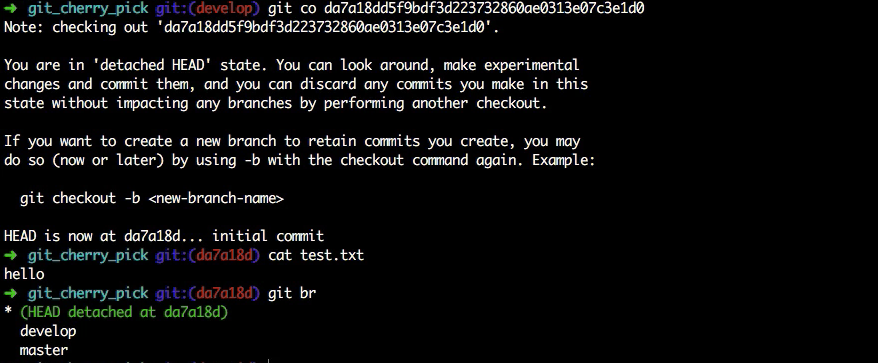 ➜ git_cherry_pick git:(develop) git co da7a18dd5f9bdf3d223732860ae0313e07c3e1d0
Note: checking out 'da7a18dd5f9bdf3d223732860ae0313e07c3e1d0'.
You are in 'detached HEAD' state. You can look around, make experimental
changes and commit them, and you can discard any commits you make in this
state without impacting any branches by performing another checkout.
If you want to create a new branch to retain commits you create, you may
do so (now or later) by using -b with the checkout command again. Example:
git checkout -b <new-branch-name>
HEAD is now at da7a18d... initial commit
➜ git_cherry_pick git:(da7a18d) cat test.txt
hello
➜ git_cherry_pick git:(da7a18d) git br
* (HEAD detached at da7a18d)
develop
master